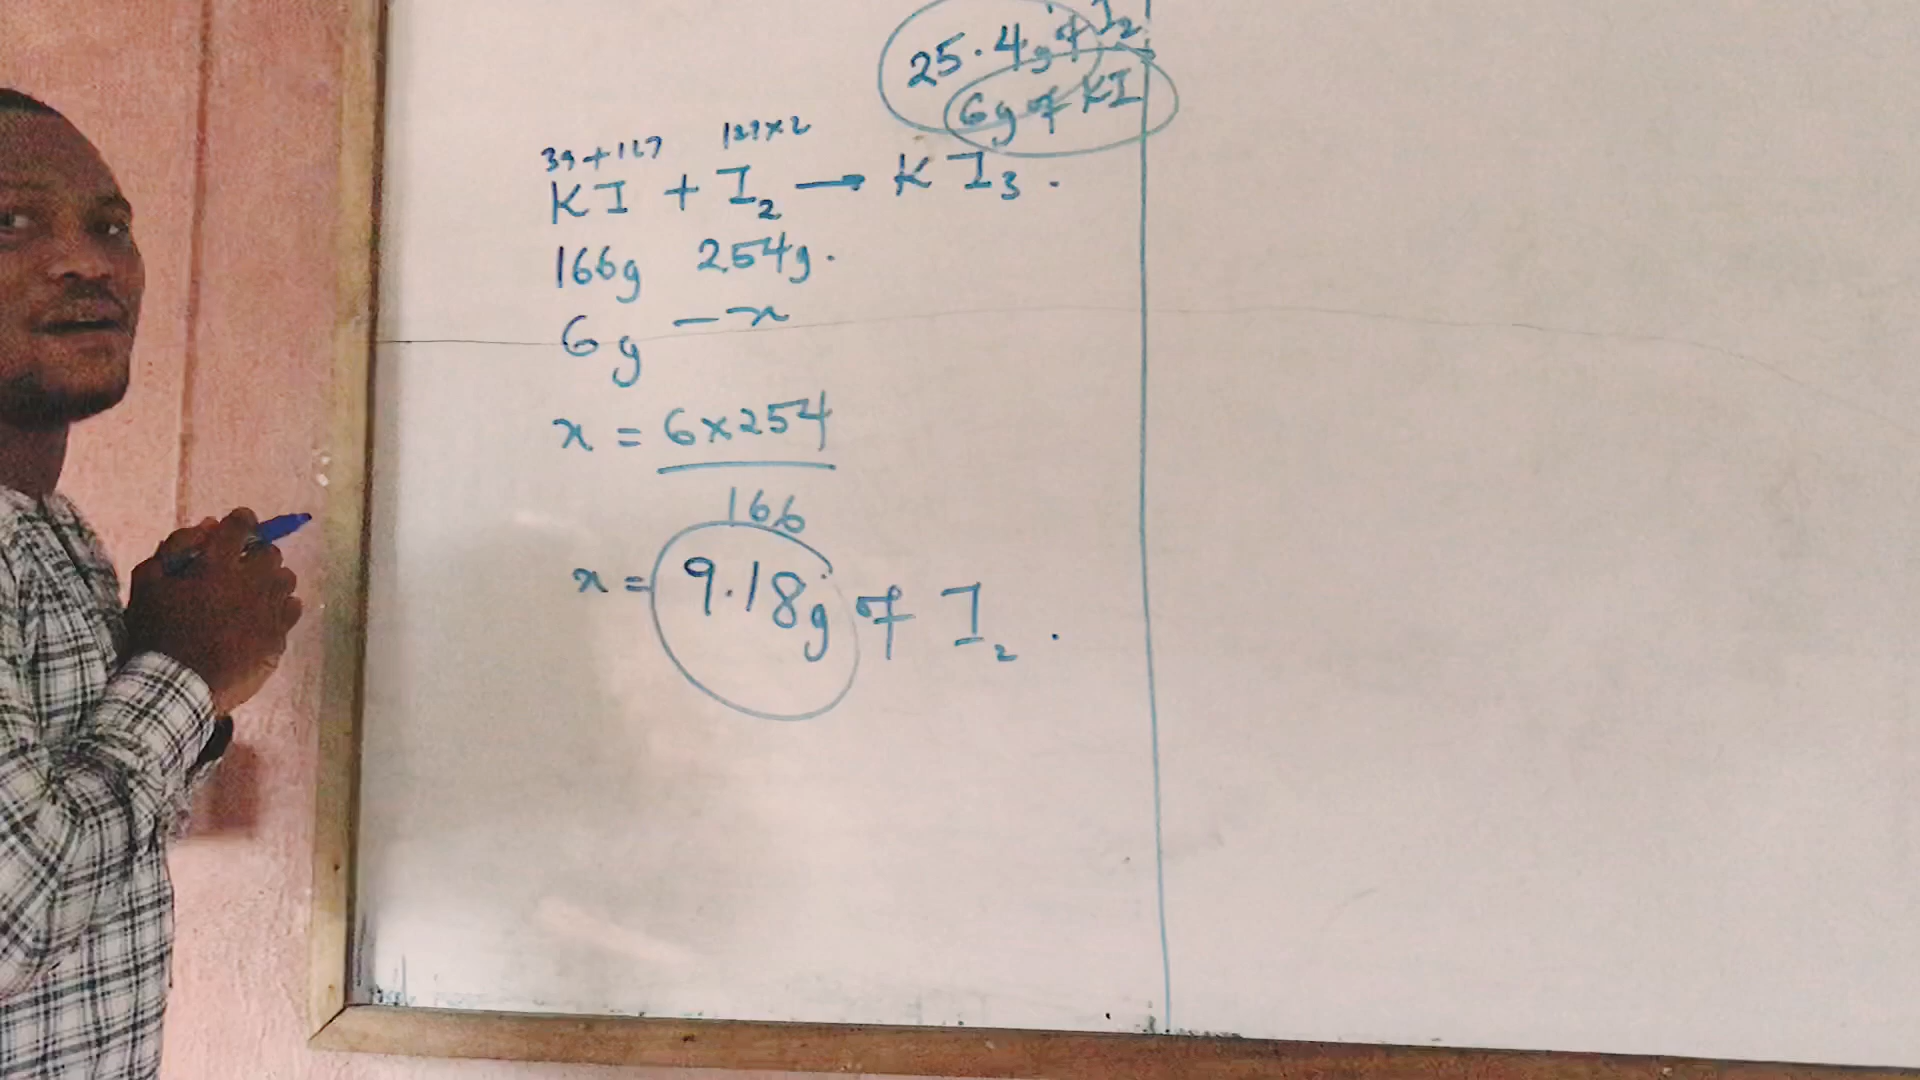 25.4g of I₂
6g of KI
39+127 127×2
KI + I₂ → KI₃.
166g 254g.
6g — x
x = 6×254
166
x = 9.18g of I₂.